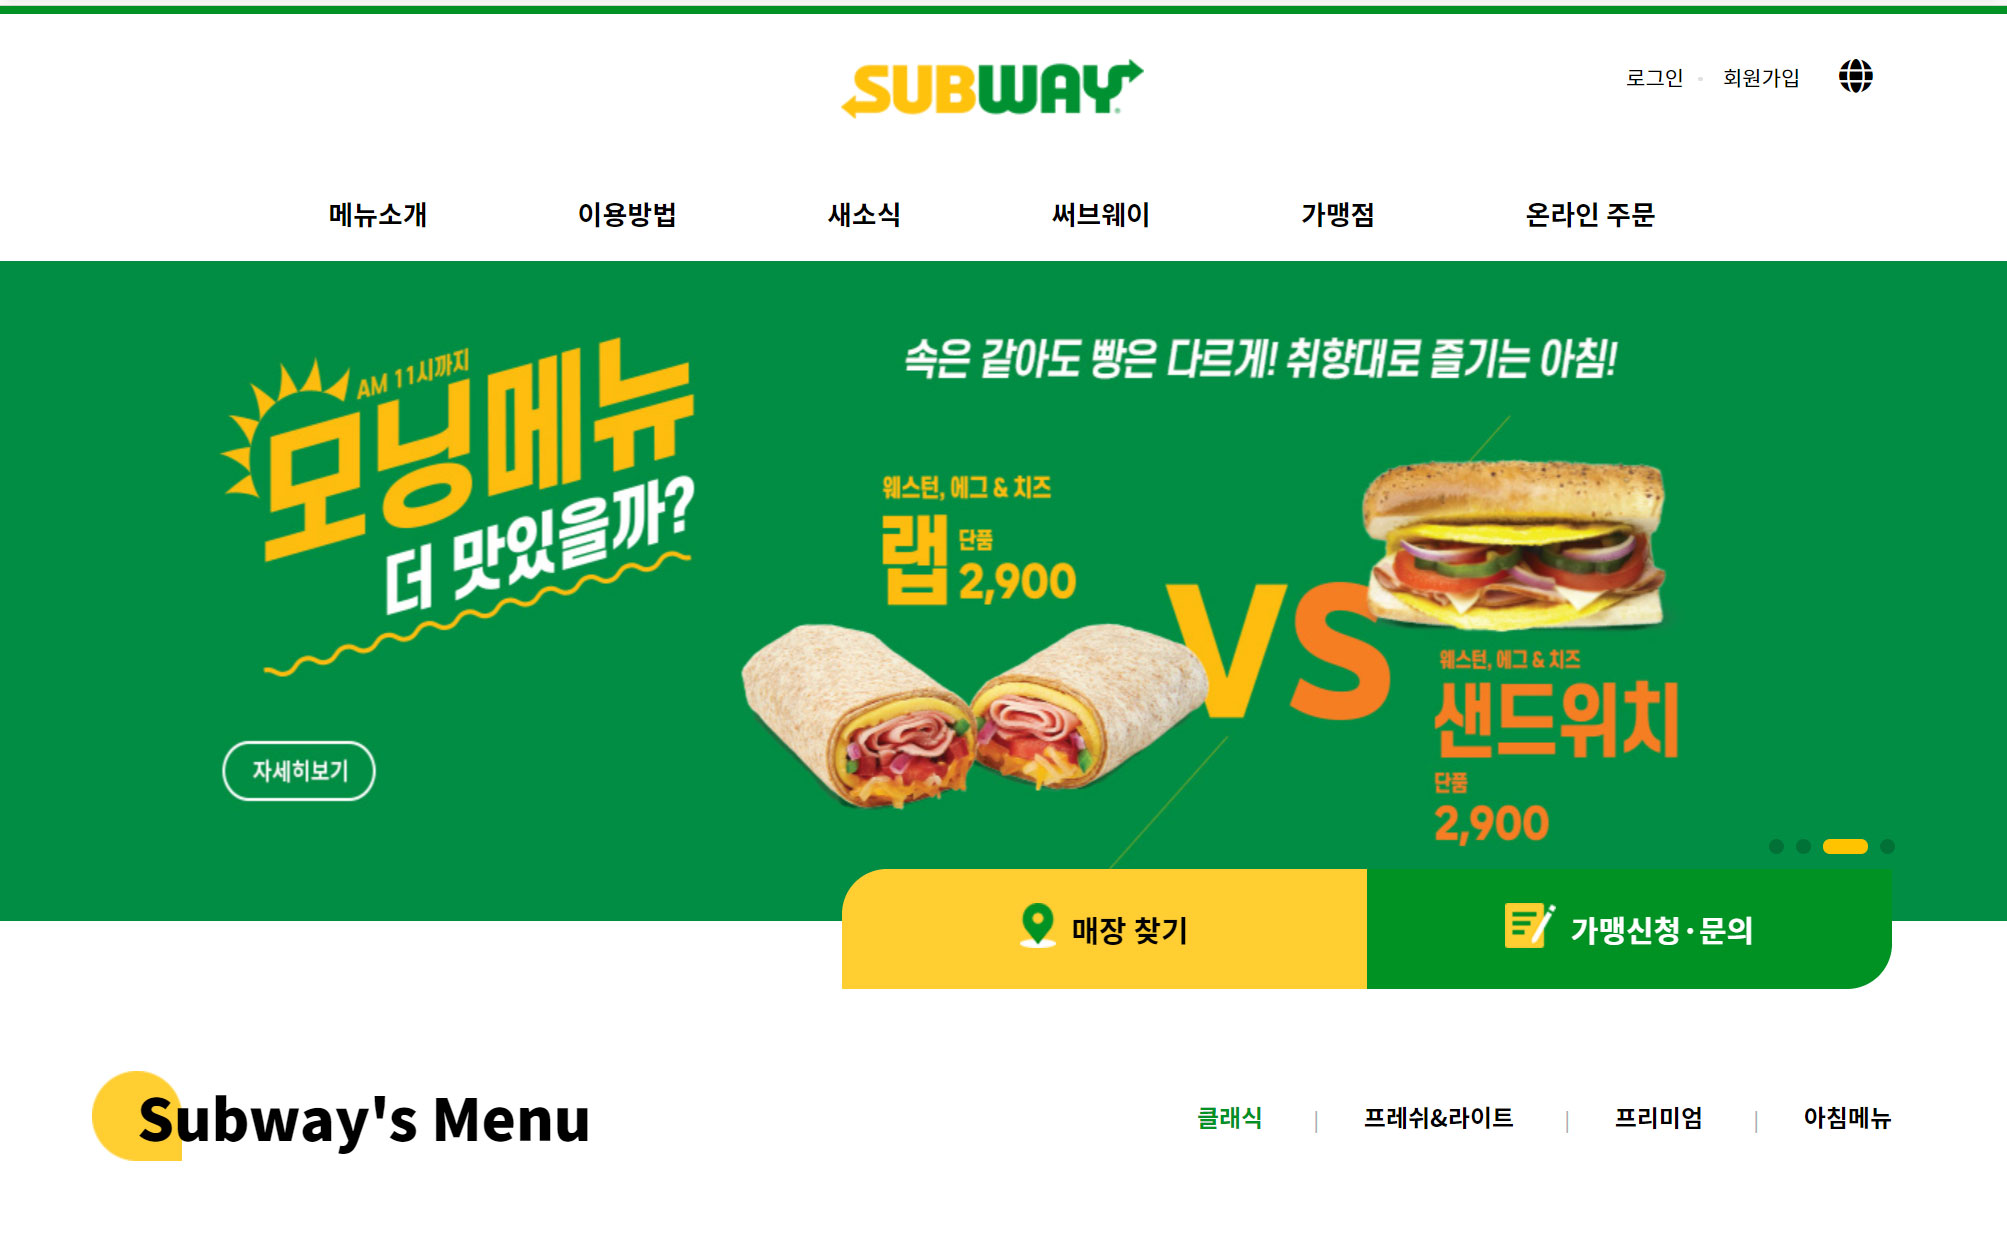 SUBWAY
로그인 회원가입
메뉴소개 이용방법 새소식 써브웨이 가맹점 온라인 주문
AM 11시까지
모닝메뉴
더 맛있을까?
자세히보기
속은 같아도 빵은 다르게! 취향대로 즐기는 아침!
웨스턴, 에그 & 치즈
랩 단품
2,900
VS
웨스턴, 에그 & 치즈
샌드위치
단품
2,900
매장 찾기
가맹신청·문의
Subway's Menu
클래식 | 프레쉬&라이트 | 프리미엄 | 아침메뉴